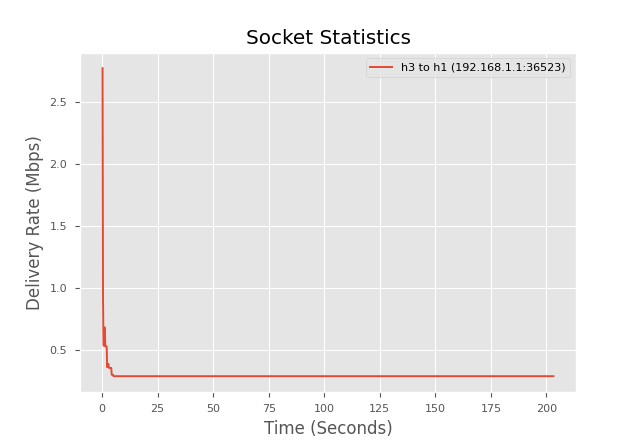 Socket Statistics
h3 to h1 (192.168.1.1:36523)
Delivery Rate (Mbps)
2.5
2.0
1.5
1.0
0.5
0 25 50 75 100 125 150 175 200
Time (Seconds)